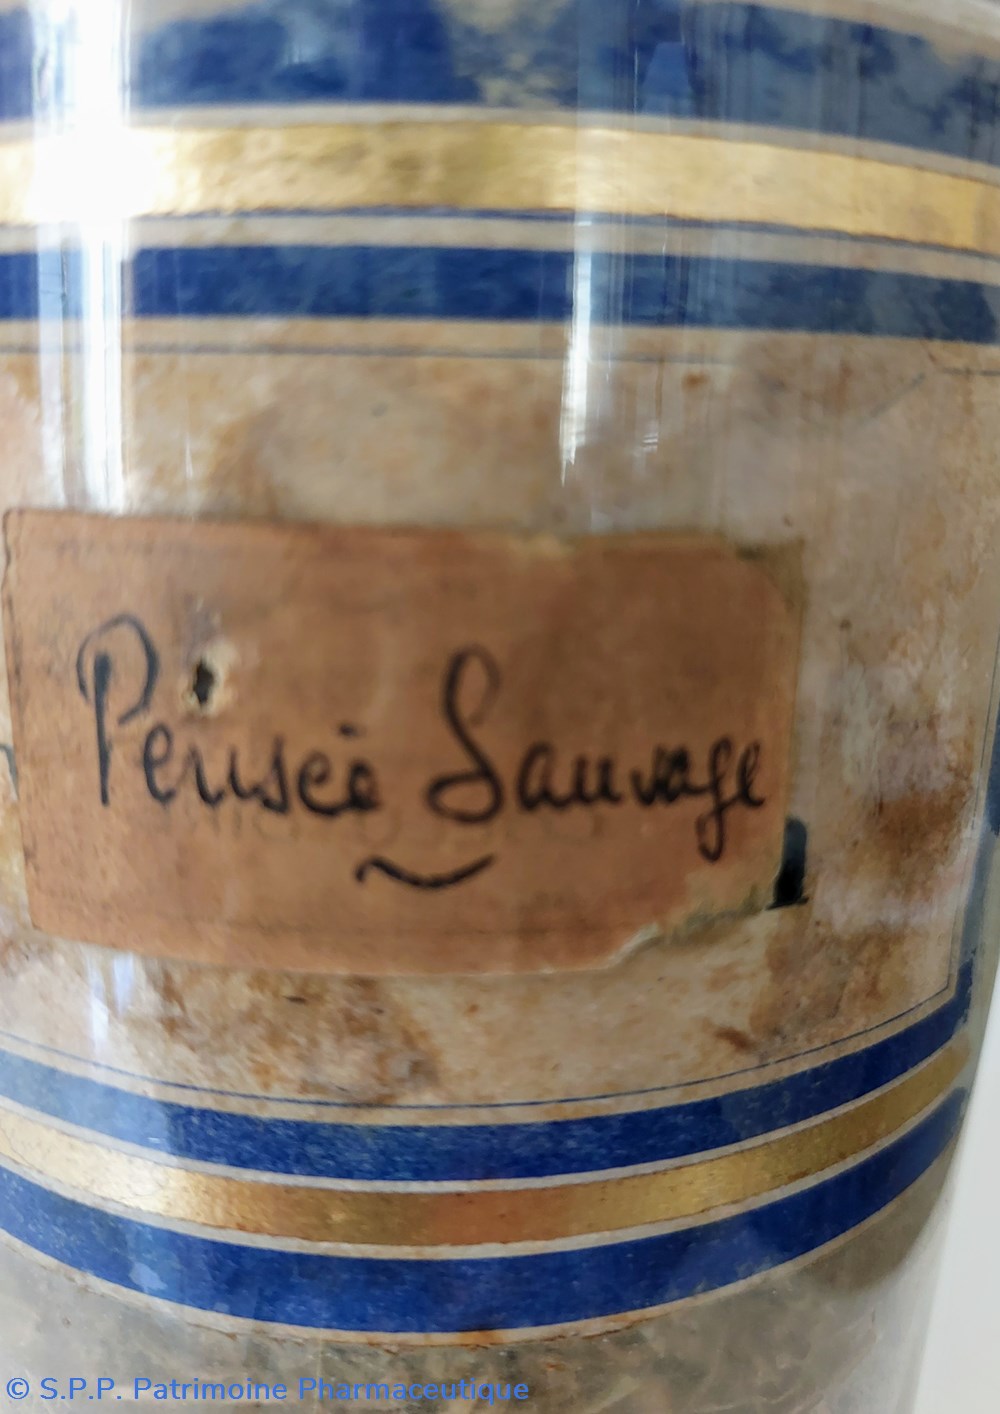 Pensée Sauvage
© S.P.P. Patrimoine Pharmaceutique